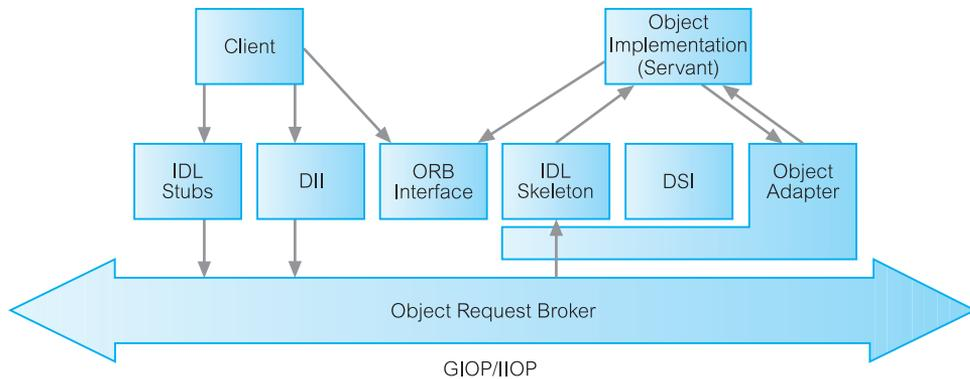 Client
Object
Implementation
(Servant)
IDL
Stubs
DII
ORB
Interface
IDL
Skeleton
DSI
Object
Adapter
Object Request Broker
GIOP/IIOP